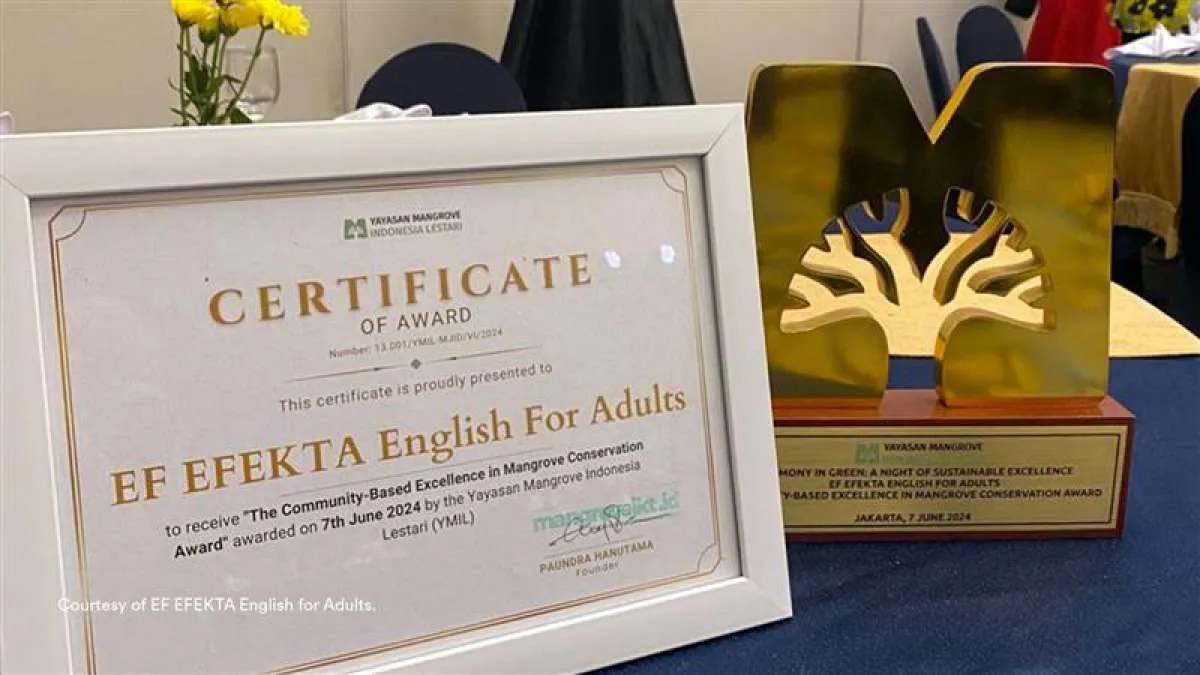 YAYASAN MANGROVE
INDONESIA LESTARI
CERTIFICATE
OF AWARD
Number: 13.001/YMIL-MJID/VI/2024
This certificate is proudly presented to
EF EFEKTA English For Adults
to receive "The Community-Based Excellence in Mangrove Conservation
Award" awarded on 7th June 2024 by the Yayasan Mangrove Indonesia
Lestari (YMIL)
mangrovejkt.id
PAUNDRA HANUTAMA
Founder
Courtesy of EF EFEKTA English for Adults.
YAYASAN MANGROVE
MONY IN GREEN: A NIGHT OF SUSTAINABLE EXCELLENCE
EF EFEKTA ENGLISH FOR ADULTS
Y-BASED EXCELLENCE IN MANGROVE CONSERVATION AWARD
JAKARTA, 7 JUNE 2024